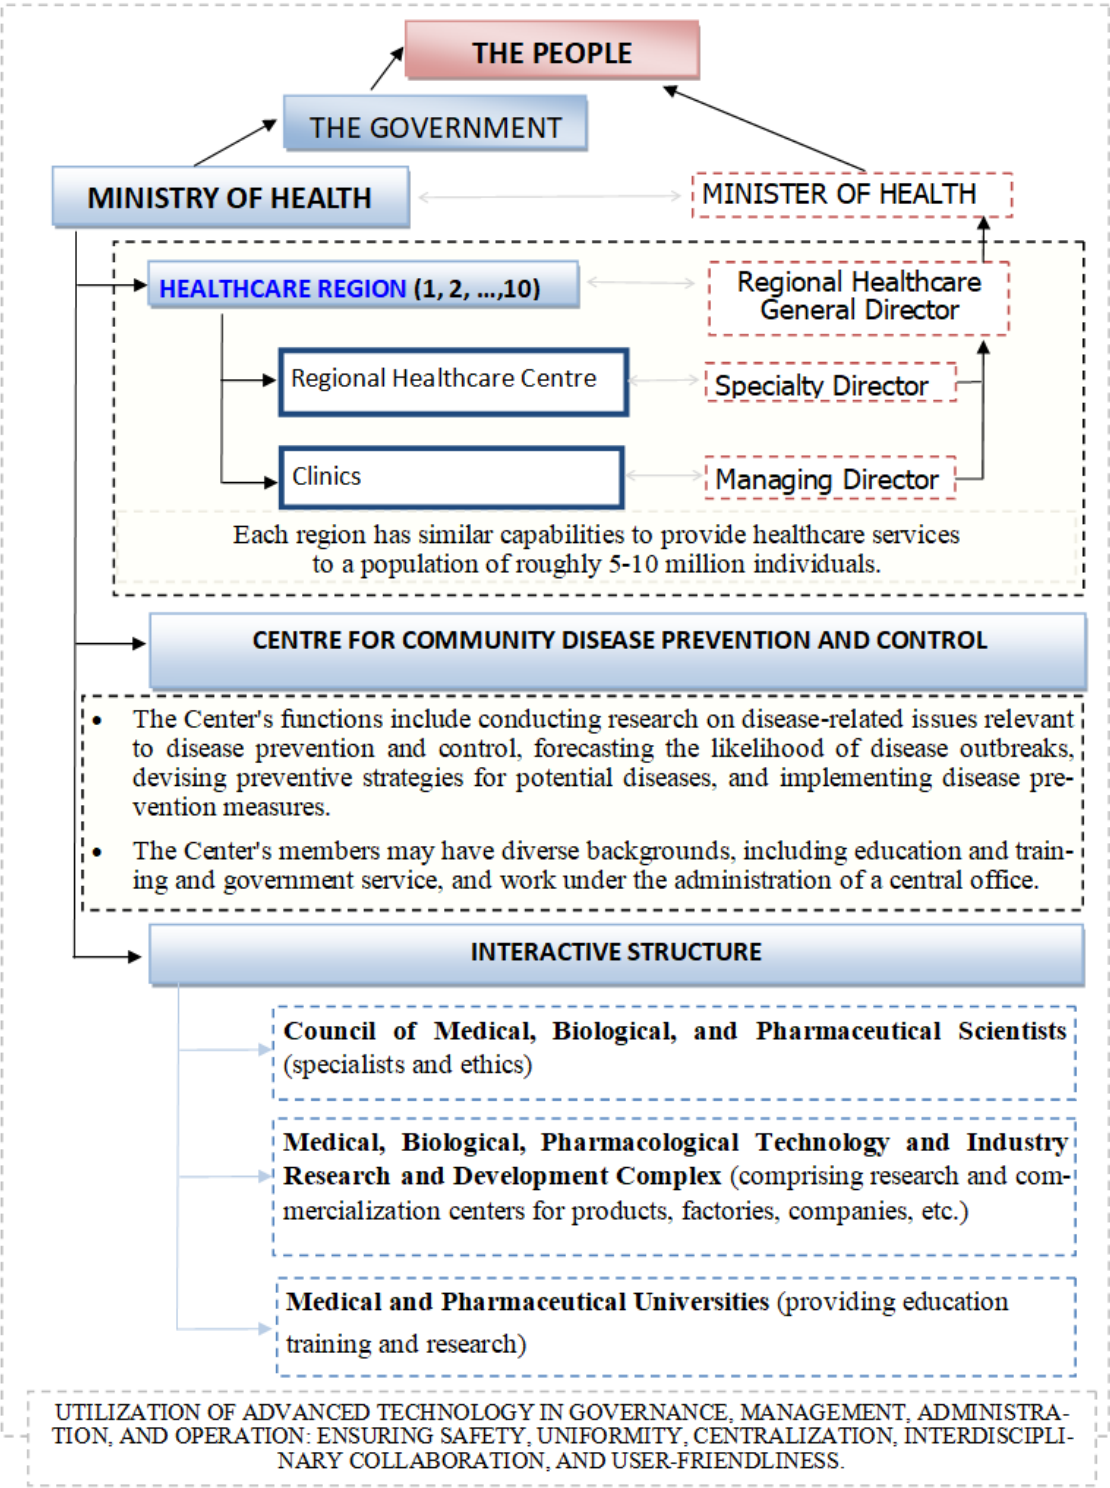 THE PEOPLE
THE GOVERNMENT
MINISTRY OF HEALTH
MINISTER OF HEALTH
HEALTHCARE REGION (1, 2, ...,10)
Regional Healthcare
General Director
Regional Healthcare Centre
Specialty Director
Clinics
Managing Director
Each region has similar capabilities to provide healthcare services
to a population of roughly 5-10 million individuals.
CENTRE FOR COMMUNITY DISEASE PREVENTION AND CONTROL
• The Center's functions include conducting research on disease-related issues relevant
to disease prevention and control, forecasting the likelihood of disease outbreaks,
devising preventive strategies for potential diseases, and implementing disease pre-
vention measures.
• The Center's members may have diverse backgrounds, including education and train-
ing and government service, and work under the administration of a central office.
INTERACTIVE STRUCTURE
Council of Medical, Biological, and Pharmaceutical Scientists
(specialists and ethics)
Medical, Biological, Pharmacological Technology and Industry
Research and Development Complex (comprising research and com-
mercialization centers for products, factories, companies, etc.)
Medical and Pharmaceutical Universities (providing education
training and research)
UTILIZATION OF ADVANCED TECHNOLOGY IN GOVERNANCE, MANAGEMENT, ADMINISTRA-
TION, AND OPERATION: ENSURING SAFETY, UNIFORMITY, CENTRALIZATION, INTERDISCIPLI-
NARY COLLABORATION, AND USER-FRIENDLINESS.